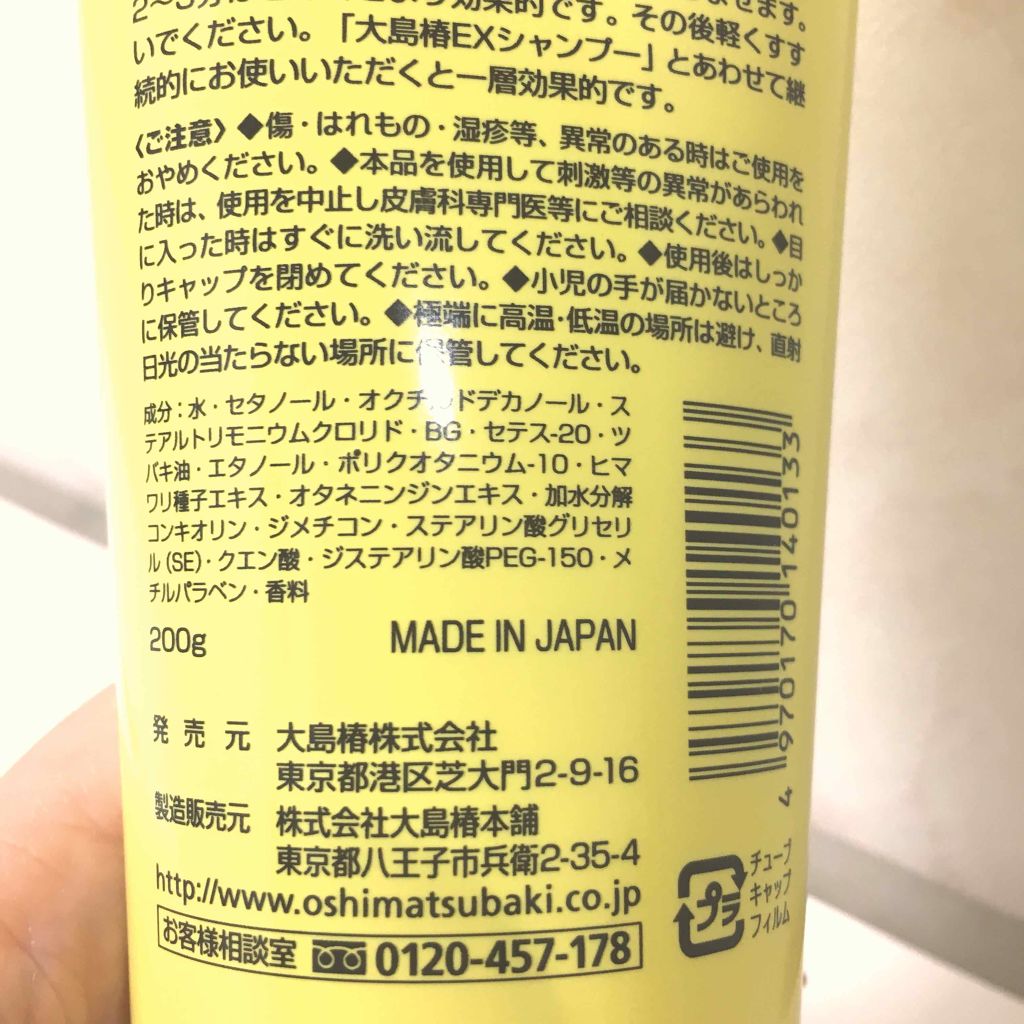 いでください。「大島椿EXシャンプー」とあわせて継
続的にお使いいただくと一層効果的です。
〈ご注意〉◆傷・はれもの・湿疹等、異常のある時はご使用を
おやめください。◆本品を使用して刺激等の異常があらわれ
た時は、使用を中止し皮膚科専門医等にご相談ください。◆目
に入った時はすぐに洗い流してください。◆使用後はしっか
りキャップを閉めてください。◆小児の手が届かないところ
に保管してください。◆極端に高温・低温の場所は避け、直射
日光の当たらない場所に保管してください。
成分：水・セタノール・オクチルドデカノール・ス
テアルトリモニウムクロリド・BG・セテス-20・ツ
バキ油・エタノール・ポリクオタニウム-10・ヒマ
ワリ種子エキス・オタネニンジンエキス・加水分解
コンキオリン・ジメチコン・ステアリン酸グリセリ
ル(SE)・クエン酸・ジステアリン酸PEG-150・メ
チルパラベン・香料
200g MADE IN JAPAN
発売元 大島椿株式会社
東京都港区芝大門2-9-16
製造販売元 株式会社大島椿本舗
東京都八王子市兵衛2-35-4
http://www.oshimatsubaki.co.jp
お客様相談室 0120-457-178
4 970170 140133
プラ
チューブ
キャップ
フィルム